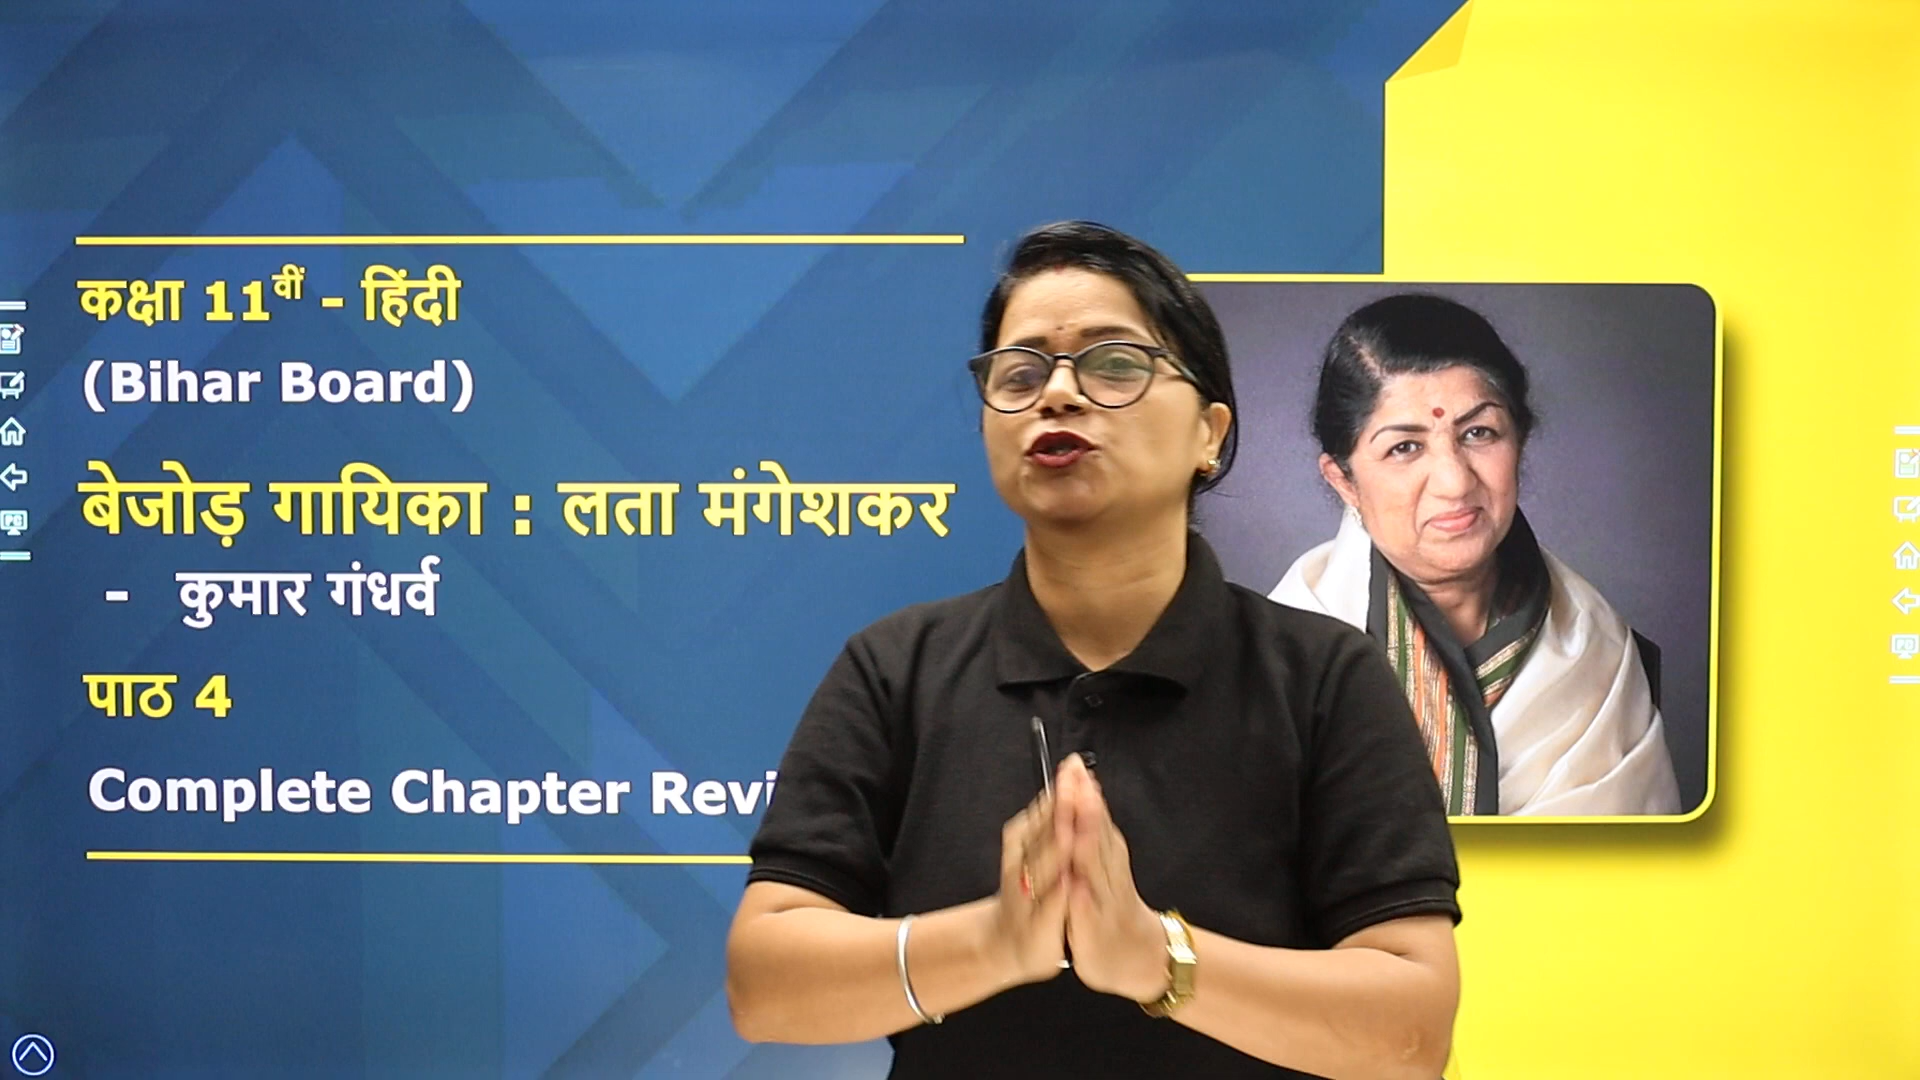 कक्षा 11वीं - हिंदी
(Bihar Board)
बेजोड़ गायिका : लता मंगेशकर
- कुमार गंधर्व
पाठ 4
Complete Chapter